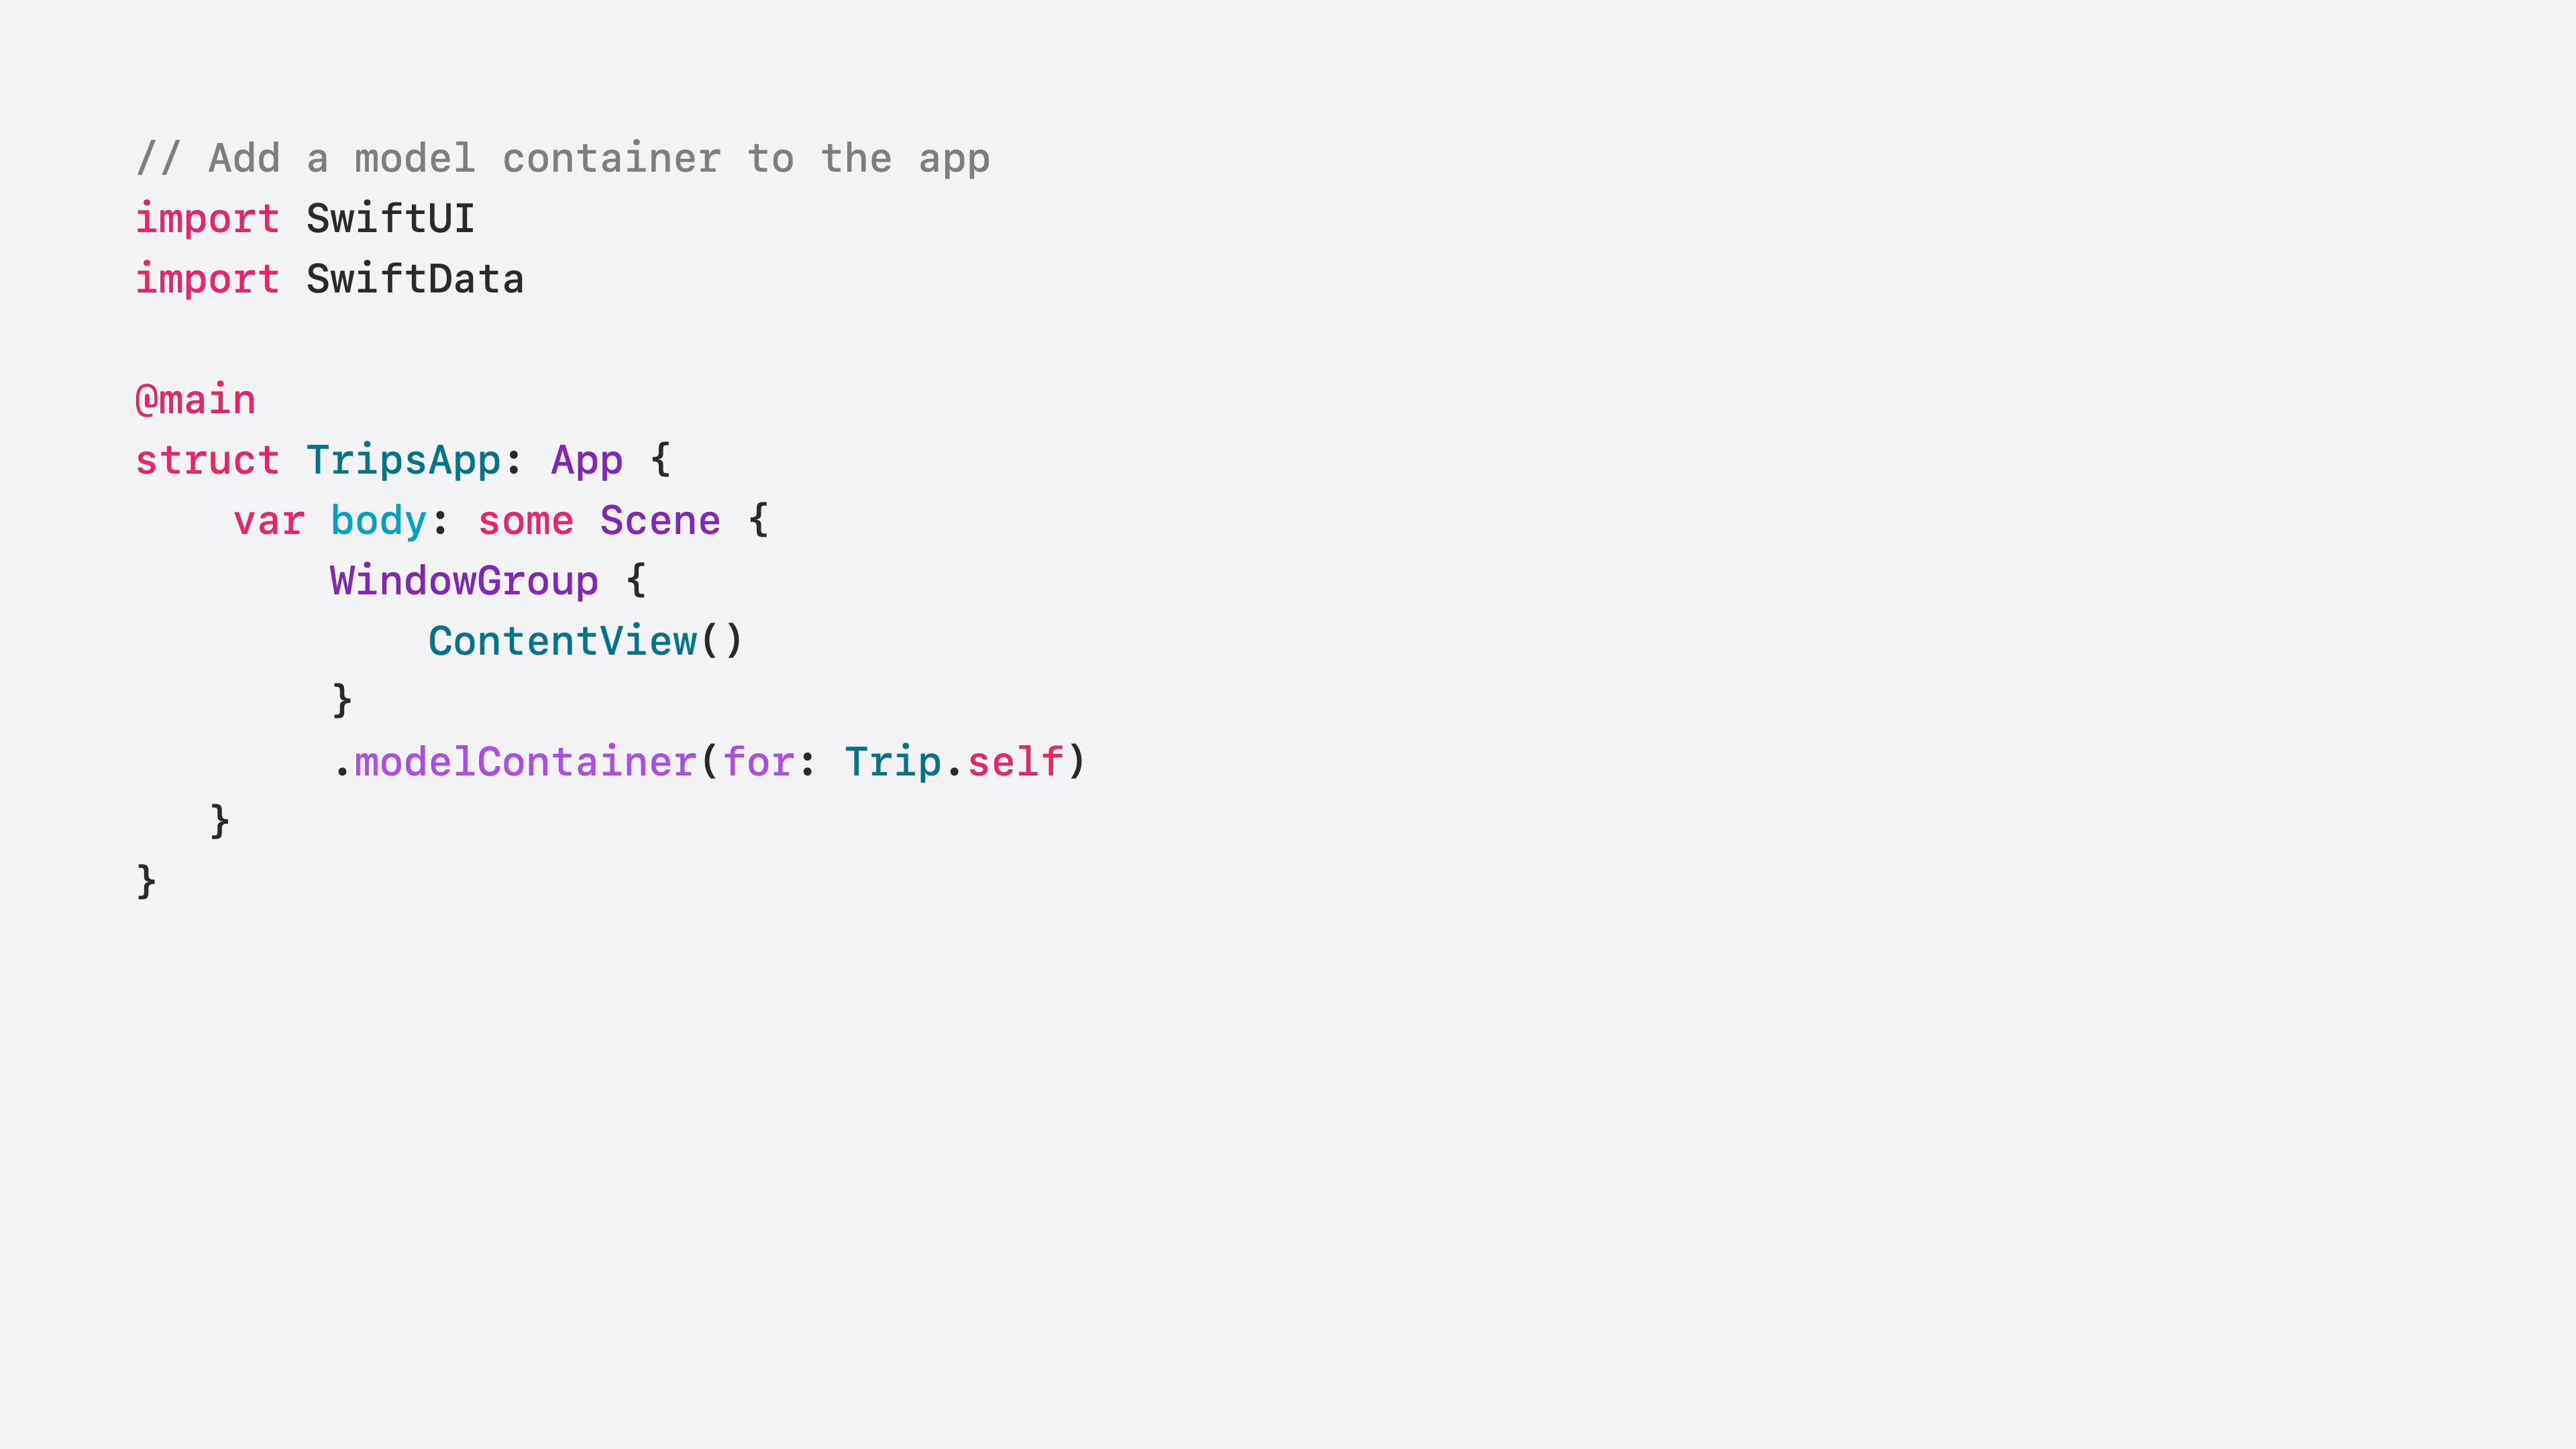 // Add a model container to the app
import SwiftUI
import SwiftData

@main
struct TripsApp: App {
    var body: some Scene {
        WindowGroup {
            ContentView()
        }
        .modelContainer(for: Trip.self)
   }
}